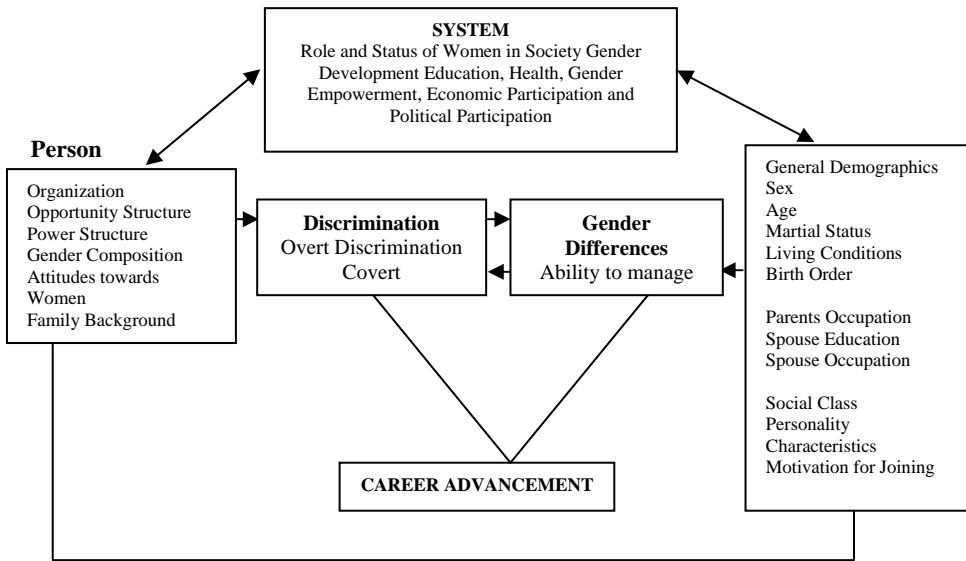 SYSTEM
Role and Status of Women in Society Gender
Development Education, Health, Gender
Empowerment, Economic Participation and
Political Participation
Person
Organization
Opportunity Structure
Power Structure
Gender Composition
Attitudes towards
Women
Family Background
Discrimination
Overt Discrimination
Covert
Gender
Differences
Ability to manage
General Demographics
Sex
Age
Martial Status
Living Conditions
Birth Order
Parents Occupation
Spouse Education
Spouse Occupation
Social Class
Personality
Characteristics
Motivation for Joining
CAREER ADVANCEMENT